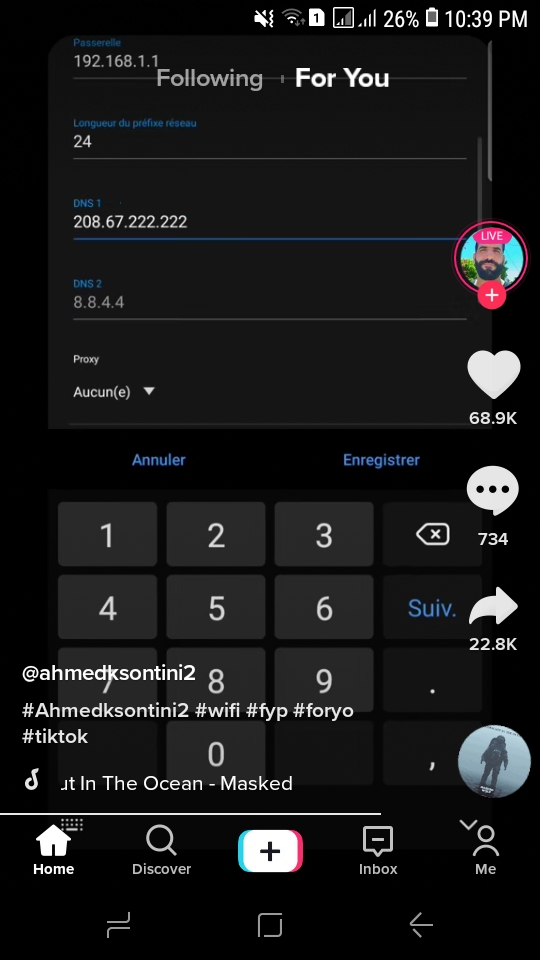 1
26%
10:39 PM
Passerelle
192.168.1.1
Following
For You
Longueur du préfixe réseau
24
DNS 1
208.67.222.222
LIVE
DNS 2
8.8.4.4
Proxy
Aucun(e)
68.9K
Annuler
Enregistrer
734
1 2 3
4 5 6 Suiv.
22.8K
7 8 9 .
0 ,
@ahmedksontini2
#Ahmedksontini2 #wifi #fyp #foryo
#tiktok
ut In The Ocean - Masked
Home
Discover
Inbox
Me